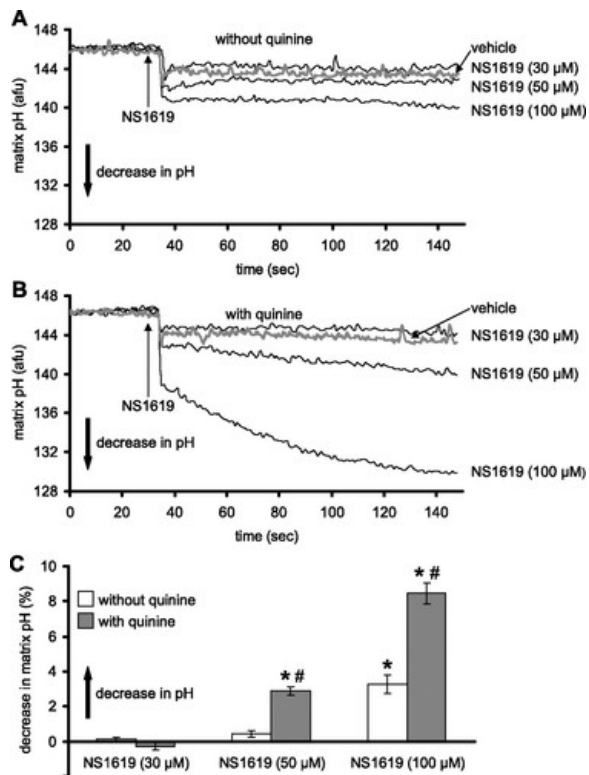 A
148
144
140
136
132
128
matrix pH (afu)
without quinine
vehicle
NS1619 (30 µM)
NS1619 (50 µM)
NS1619 (100 µM)
NS1619
decrease in pH
0 20 40 60 80 100 120 140
time (sec)
B
148
144
140
136
132
128
matrix pH (afu)
with quinine
vehicle
NS1619 (30 µM)
NS1619 (50 µM)
NS1619 (100 µM)
NS1619
decrease in pH
0 20 40 60 80 100 120 140
time (sec)
C
10
8
6
4
2
0
decrease in matrix pH (%)
without quinine
with quinine
decrease in pH
* #
*
* #
NS1619 (30 µM) NS1619 (50 µM) NS1619 (100 µM)